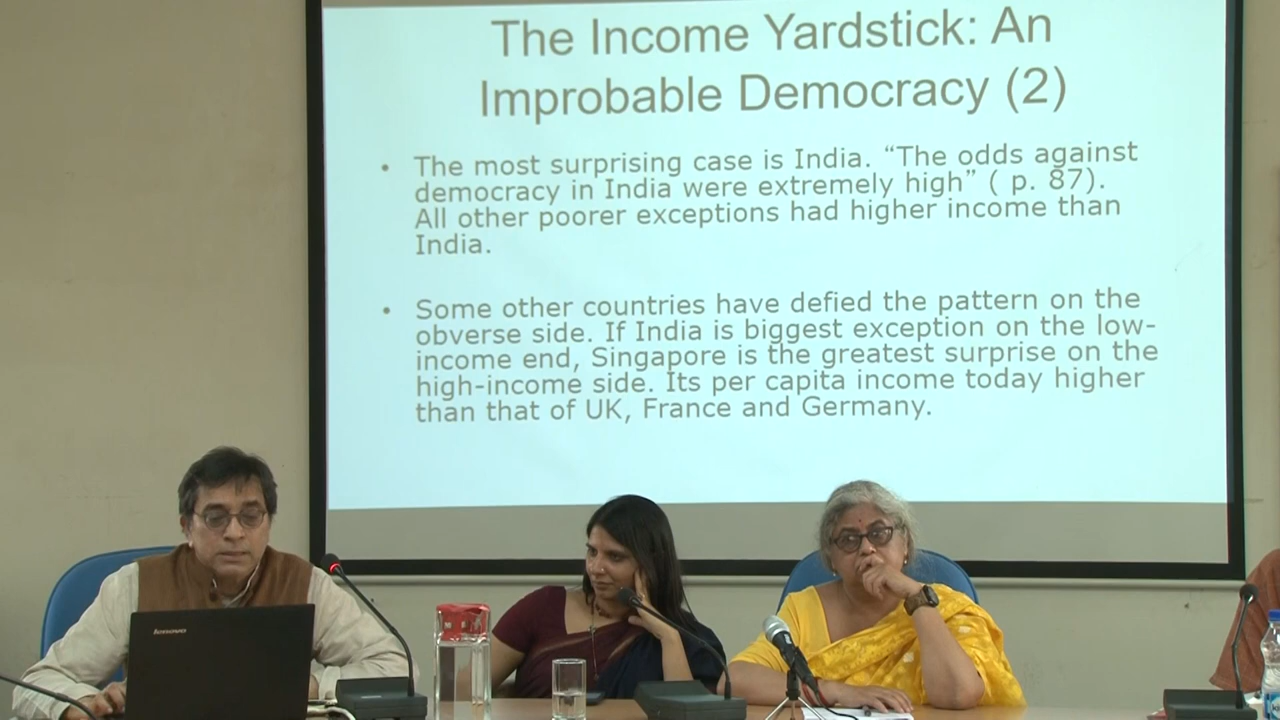 The Income Yardstick: An
Improbable Democracy (2)
• The most surprising case is India. “The odds against
democracy in India were extremely high” ( p. 87).
All other poorer exceptions had higher income than
India.
• Some other countries have defied the pattern on the
obverse side. If India is biggest exception on the low-
income end, Singapore is the greatest surprise on the
high-income side. Its per capita income today higher
than that of UK, France and Germany.
lenovo